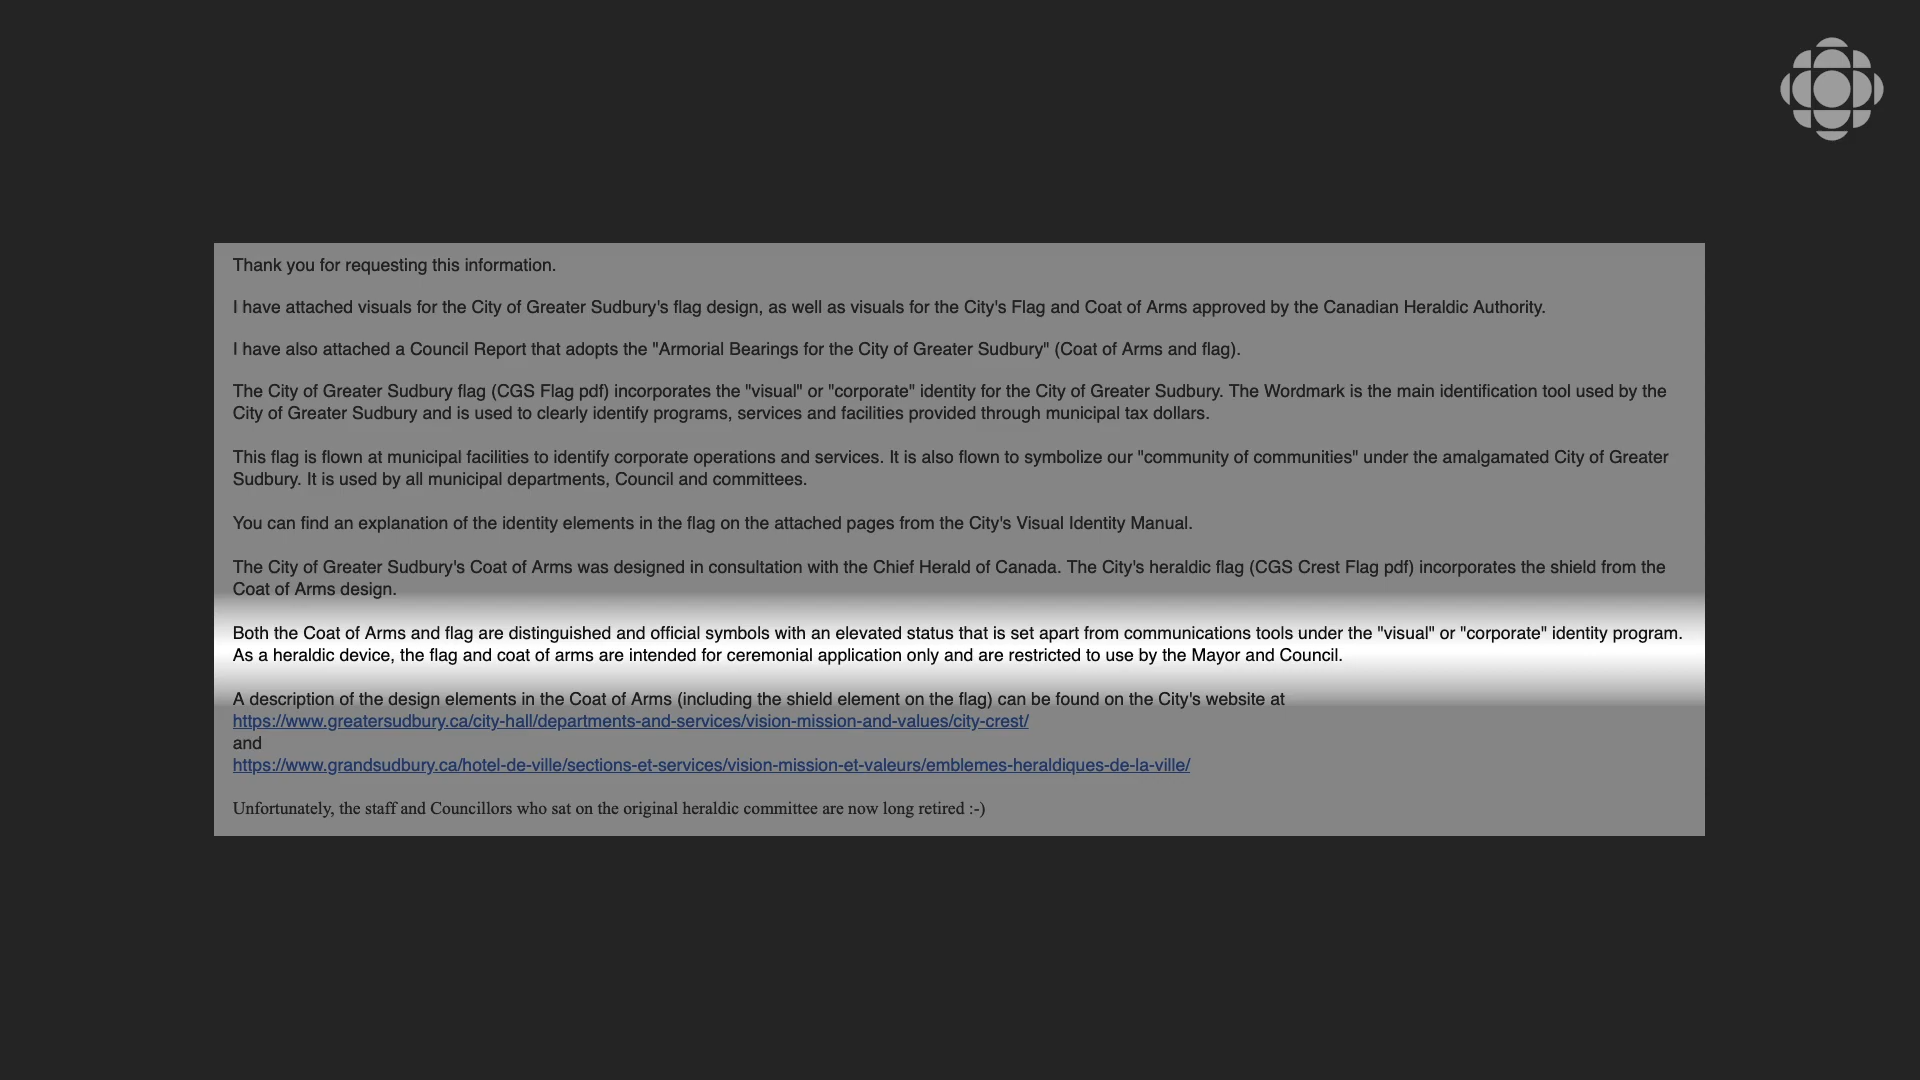 Thank you for requesting this information.
I have attached visuals for the City of Greater Sudbury's flag design, as well as visuals for the City's Flag and Coat of Arms approved by the Canadian Heraldic Authority.
I have also attached a Council Report that adopts the "Armorial Bearings for the City of Greater Sudbury" (Coat of Arms and flag).
The City of Greater Sudbury flag (CGS Flag pdf) incorporates the "visual" or "corporate" identity for the City of Greater Sudbury. The Wordmark is the main identification tool used by the
City of Greater Sudbury and is used to clearly identify programs, services and facilities provided through municipal tax dollars.
This flag is flown at municipal facilities to identify corporate operations and services. It is also flown to symbolize our "community of communities" under the amalgamated City of Greater
Sudbury. It is used by all municipal departments, Council and committees.
You can find an explanation of the identity elements in the flag on the attached pages from the City's Visual Identity Manual.
The City of Greater Sudbury's Coat of Arms was designed in consultation with the Chief Herald of Canada. The City's heraldic flag (CGS Crest Flag pdf) incorporates the shield from the
Coat of Arms design.
Both the Coat of Arms and flag are distinguished and official symbols with an elevated status that is set apart from communications tools under the "visual" or "corporate" identity program.
As a heraldic device, the flag and coat of arms are intended for ceremonial application only and are restricted to use by the Mayor and Council.
A description of the design elements in the Coat of Arms (including the shield element on the flag) can be found on the City's website at
https://www.greatersudbury.ca/city-hall/departments-and-services/vision-mission-and-values/city-crest/
and
https://www.grandsudbury.ca/hotel-de-ville/sections-et-services/vision-mission-et-valeurs/emblemes-heraldiques-de-la-ville/
Unfortunately, the staff and Councillors who sat on the original heraldic committee are now long retired :-)